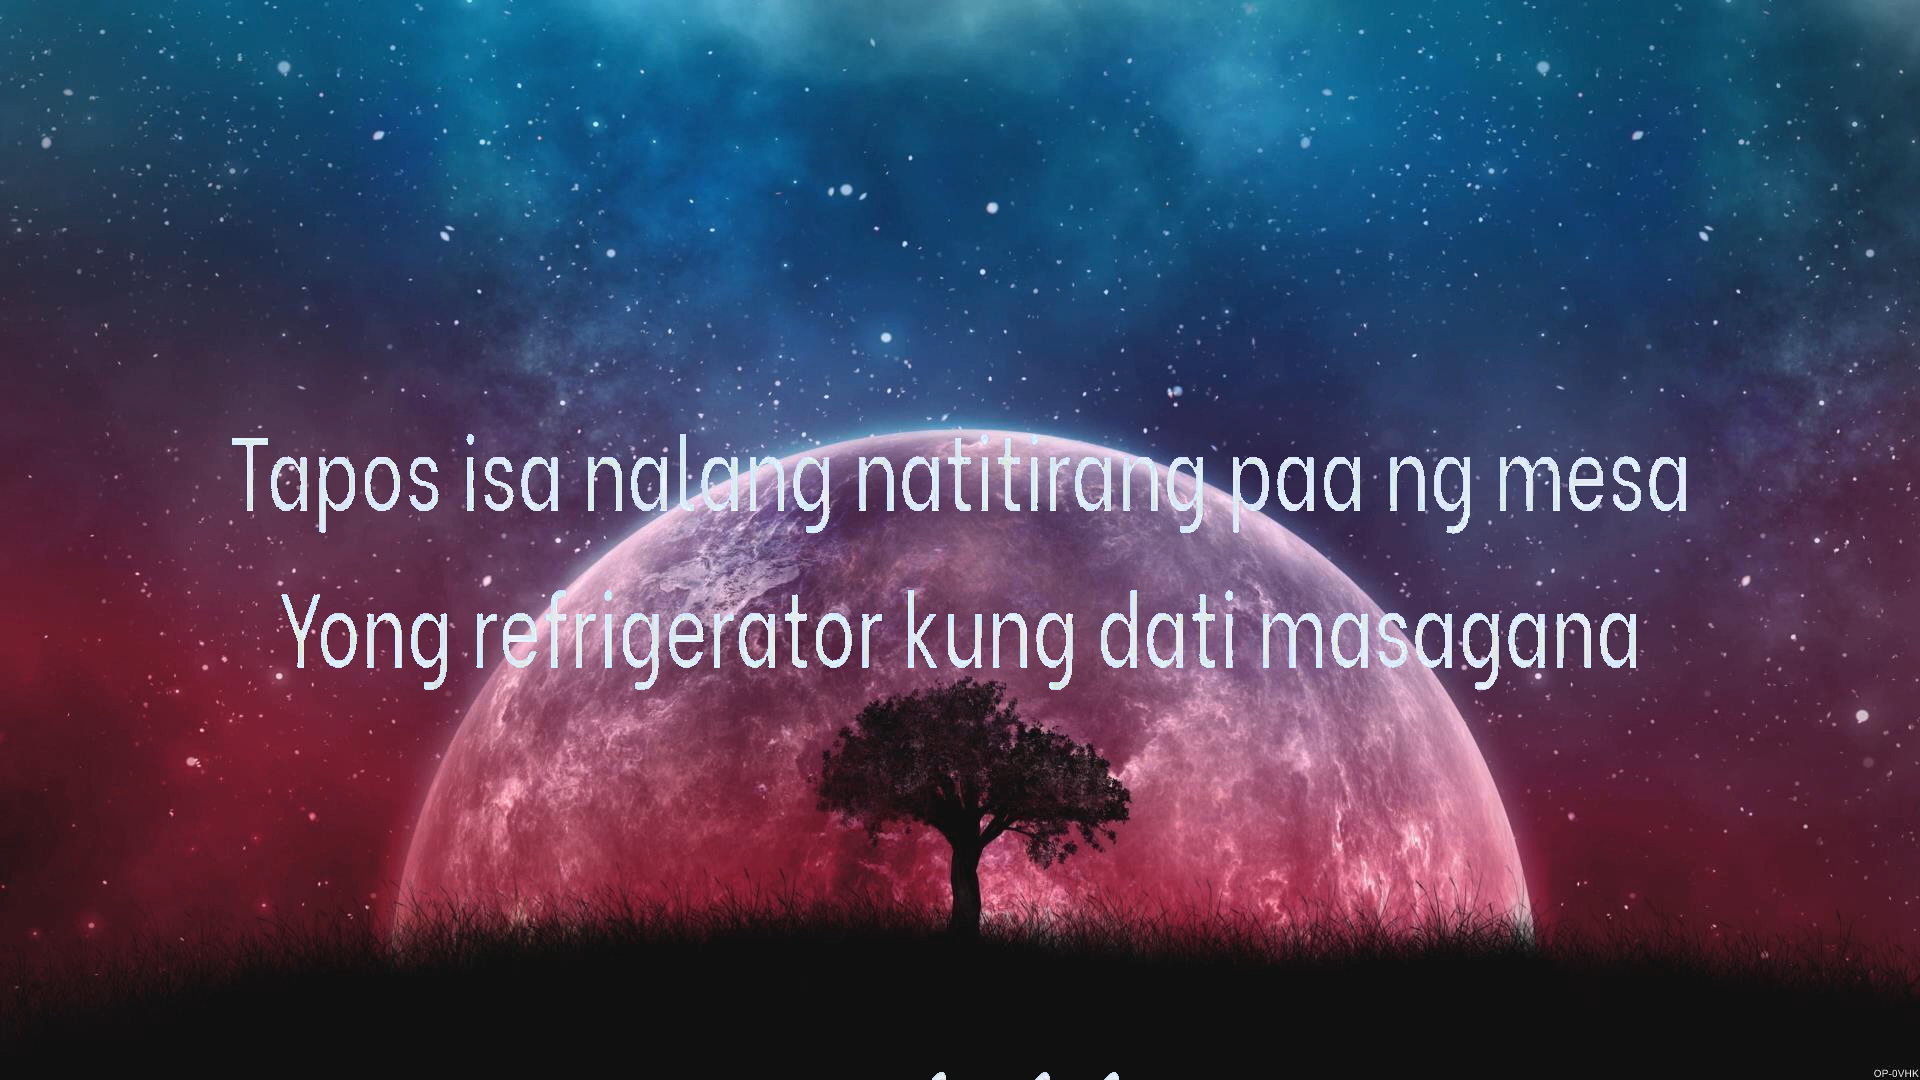 Tapos isa nalang natitirang paa ng mesa
Yong refrigerator kung dati masagana
OP-0VHK